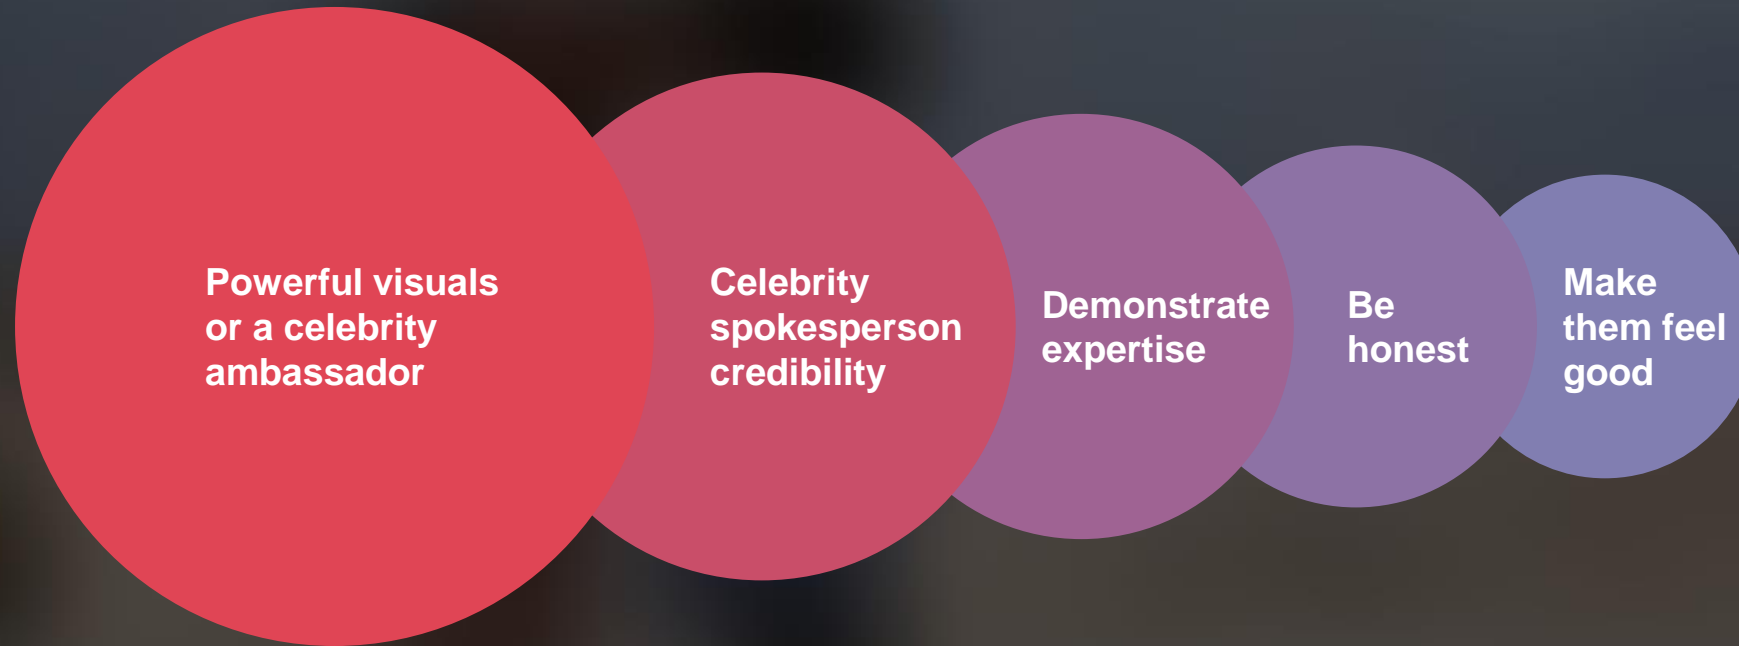 Powerful visuals
or a celebrity
ambassador
Celebrity
spokesperson
credibility
Demonstrate
expertise
Be
honest
Make
them feel
good